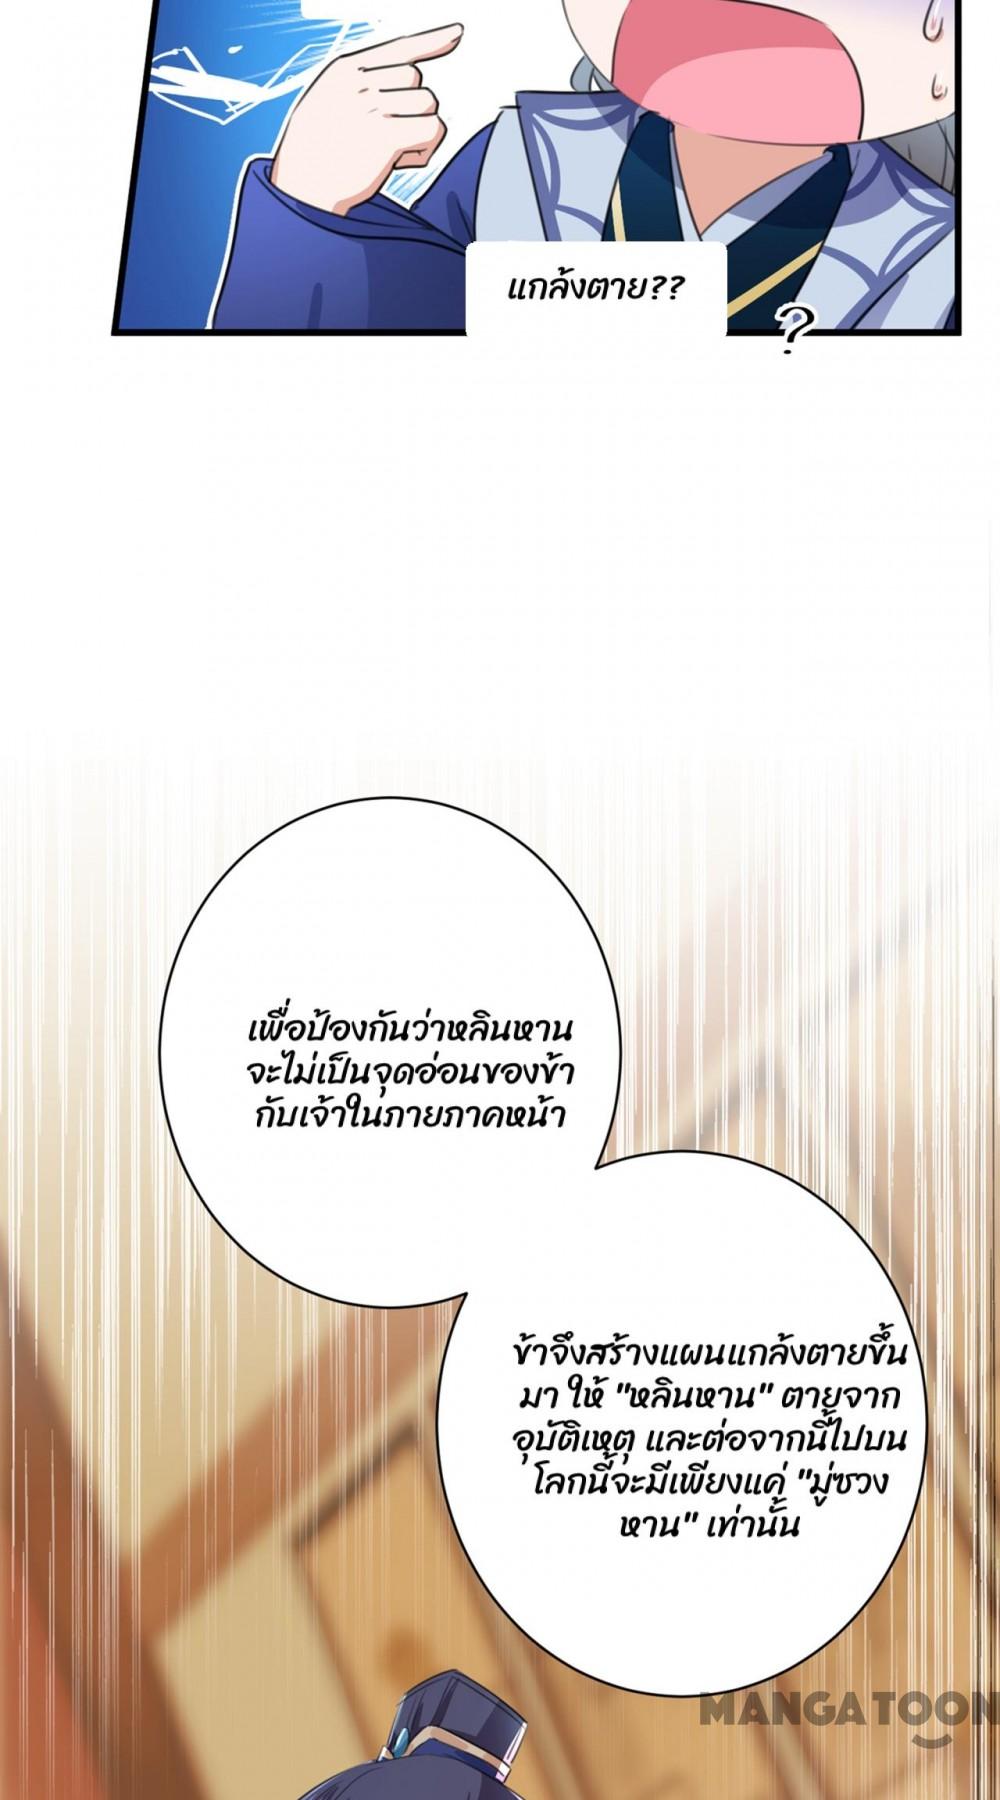 แกล้งตาย??
?
เพื่อป้องกันว่าหลินหาน
จะไม่เป็นจุดอ่อนของข้า
กับเจ้าในภายภาคหน้า
ข้าจึงสร้างแผนแกล้งตายขึ้น
มา ให้ "หลินหาน" ตายจาก
อุบัติเหตุ และต่อจากนี้ไปบน
โลกนี้จะมีเพียงแค่ "มู่ซวง
หาน" เท่านั้น
MANGATOON